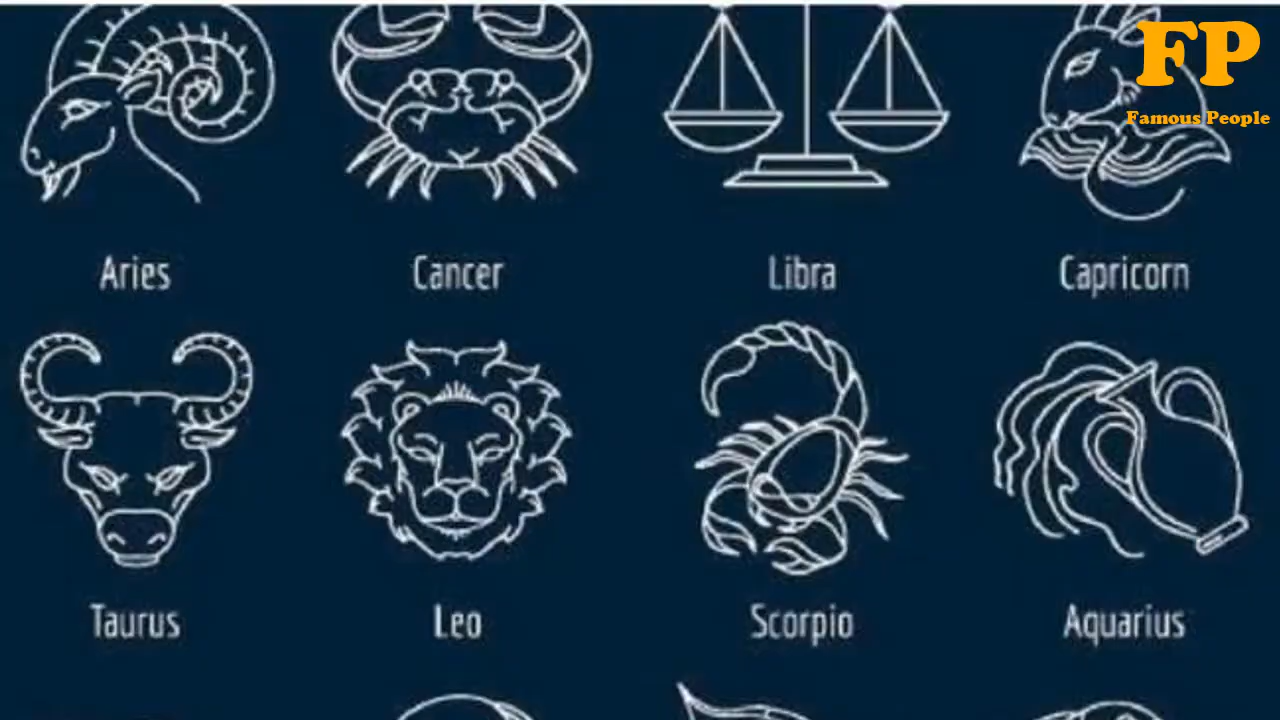 FP
Famous People
Aries
Cancer
Libra
Capricorn
Taurus
Leo
Scorpio
Aquarius